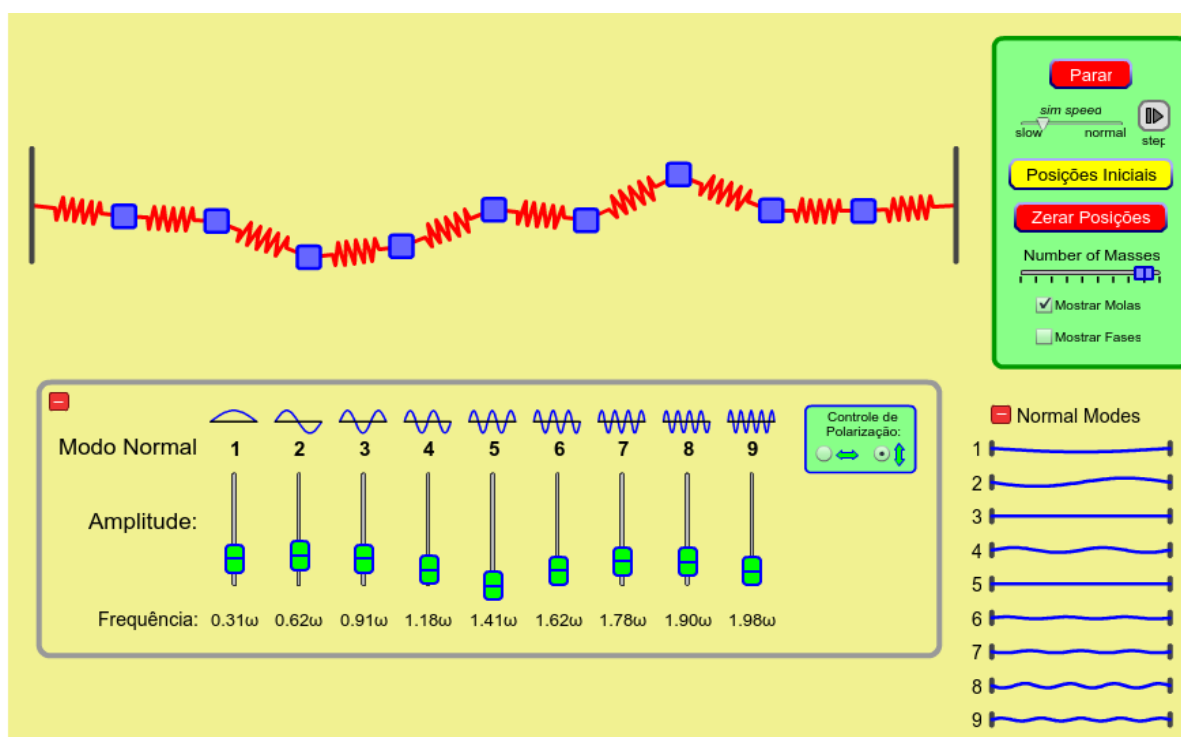 Parar
sim speed
slow normal
step
Posições Iniciais
Zerar Posições
Number of Masses
Mostrar Molas
Mostrar Fases
Modo Normal 1 2 3 4 5 6 7 8 9
Controle de
Polarização:
Amplitude:
Frequência: 0.31ω 0.62ω 0.91ω 1.18ω 1.41ω 1.62ω 1.78ω 1.90ω 1.98ω
Normal Modes
1
2
3
4
5
6
7
8
9